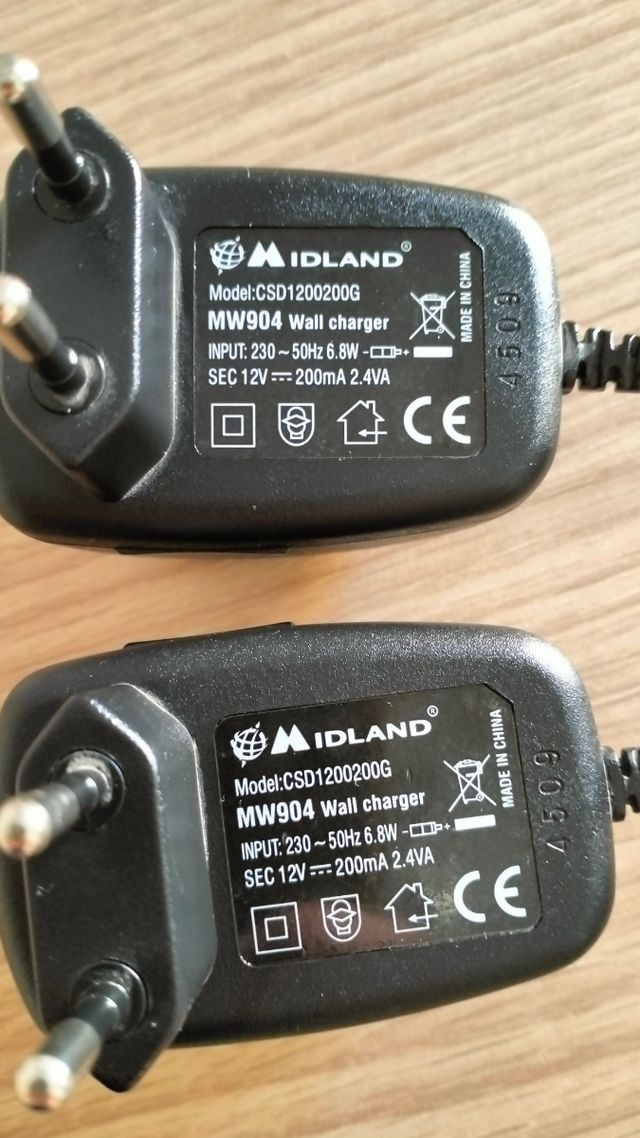 MIDLAND®
Model:CSD1200200G
MW904 Wall charger
INPUT: 230 ~ 50Hz 6.8W - +
SEC 12V ⎓ 200mA 2.4VA
CE
MADE IN CHINA
4509
MIDLAND®
Model:CSD1200200G
MW904 Wall charger
INPUT: 230 ~ 50Hz 6.8W - +
SEC 12V ⎓ 200mA 2.4VA
CE
MADE IN CHINA
4509